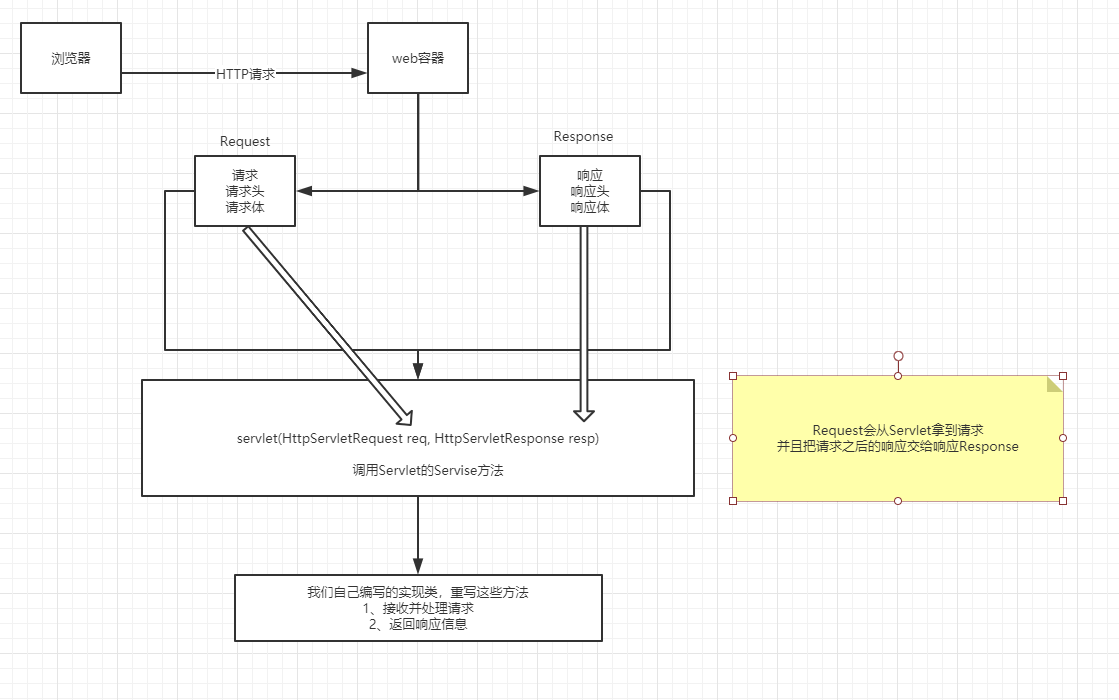 浏览器
web容器
HTTP请求
Request
Response
请求
请求头
请求体
响应
响应头
响应体
servlet(HttpServletRequest req, HttpServletResponse resp)
调用Servlet的Servise方法
Request会从Servlet拿到请求
并且把请求之后的响应交给响应Response
我们自己编写的实现类，重写这些方法
1、接收并处理请求
2、返回响应信息